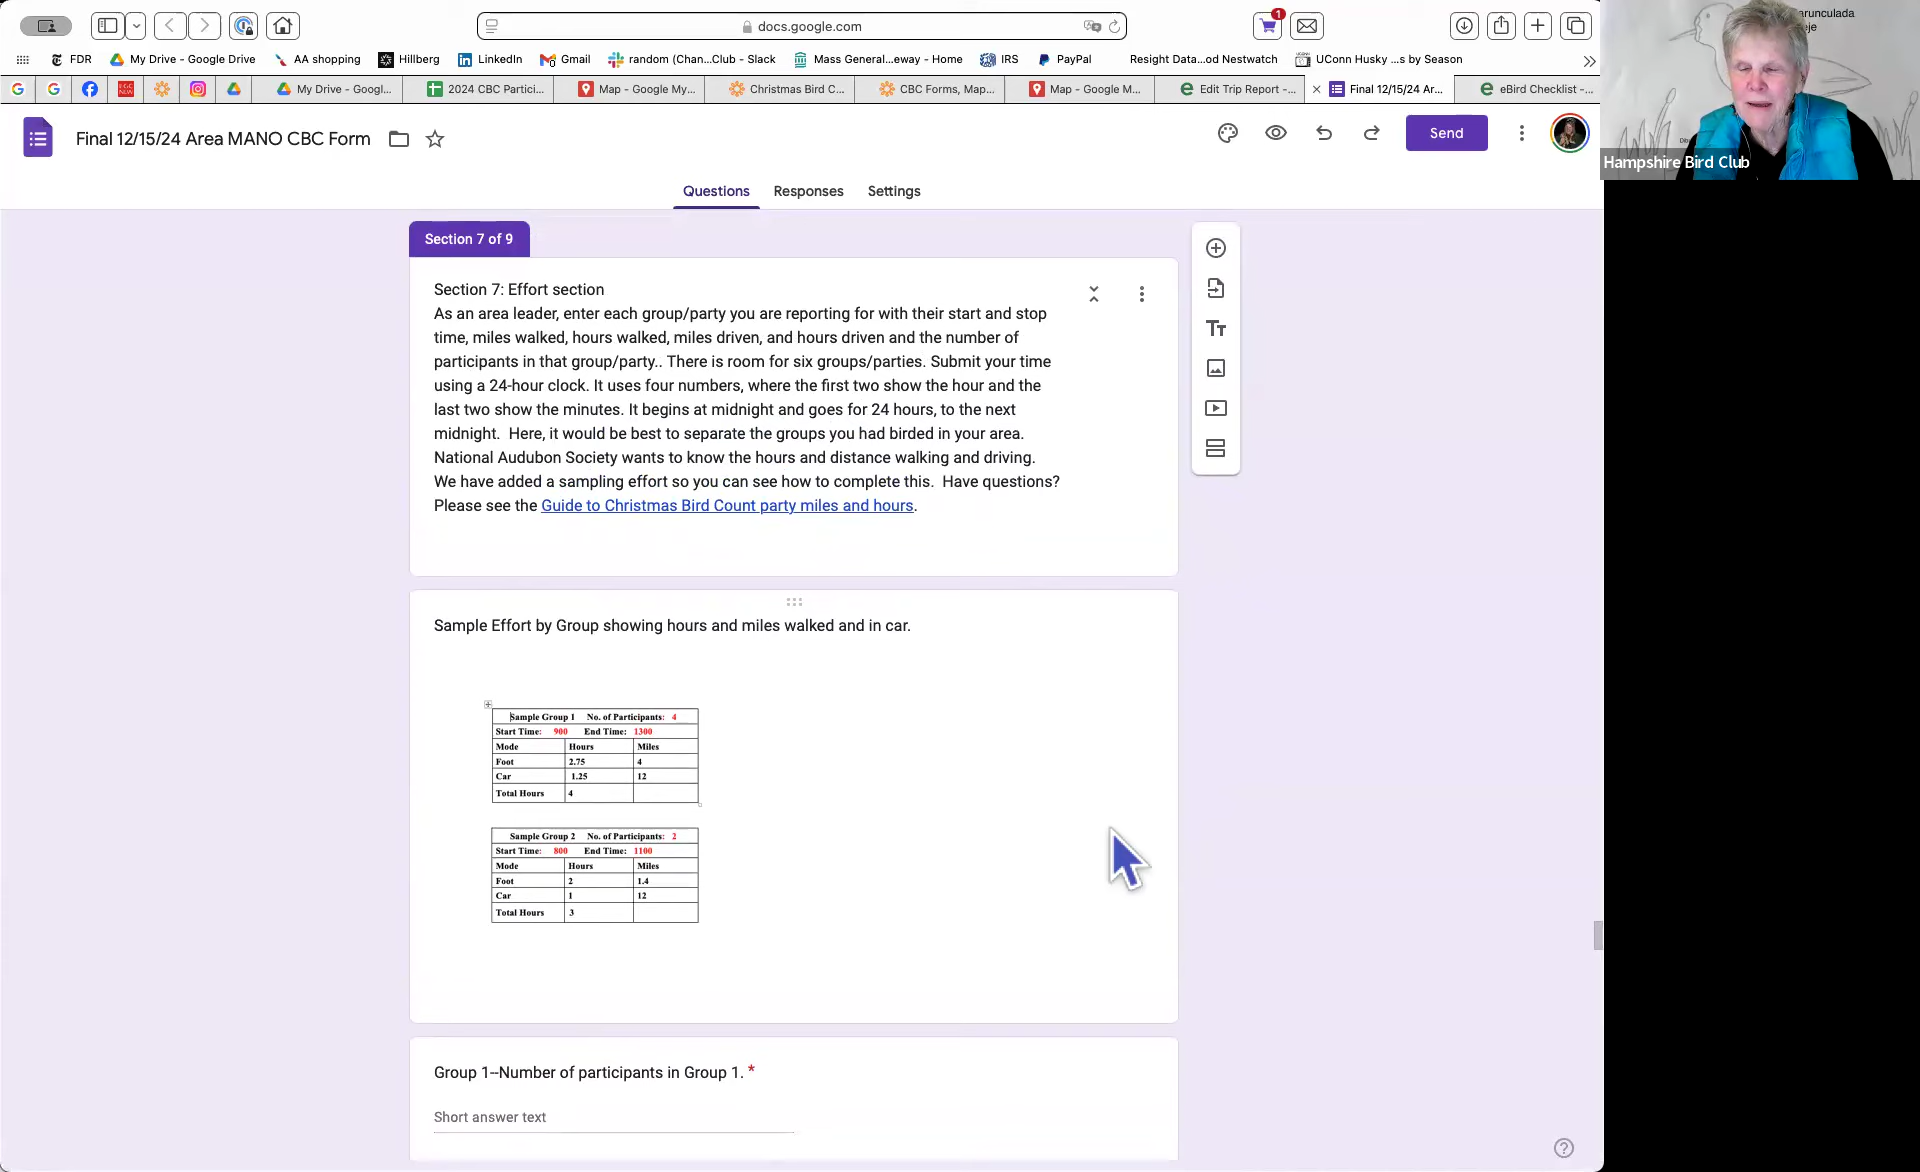 docs.google.com
1
FDR
My Drive - Google Drive
AA shopping
Hillberg
LinkedIn
Gmail
random (Chan...Club - Slack
Mass General...eway - Home
IRS
PayPal
Resight Data...od Nestwatch
UConn Husky ...s by Season
My Drive - Googl...
2024 CBC Partici...
Map - Google My...
Christmas Bird C...
CBC Forms, Map...
Map - Google M...
Edit Trip Report -...
Final 12/15/24 Ar...
eBird Checklist -...
Final 12/15/24 Area MANO CBC Form
Send
Questions
Responses
Settings
Section 7 of 9
Section 7: Effort section
As an area leader, enter each group/party you are reporting for with their start and stop
time, miles walked, hours walked, miles driven, and hours driven and the number of
participants in that group/party.. There is room for six groups/parties. Submit your time
using a 24-hour clock. It uses four numbers, where the first two show the hour and the
last two show the minutes. It begins at midnight and goes for 24 hours, to the next
midnight.  Here, it would be best to separate the groups you had birded in your area.
National Audubon Society wants to know the hours and distance walking and driving.
We have added a sampling effort so you can see how to complete this.  Have questions?
Please see the Guide to Christmas Bird Count party miles and hours.
Sample Effort by Group showing hours and miles walked and in car.
Sample Group 1 No. of Participants: 4
Start Time: 900 End Time: 1300
Mode Hours Miles
Foot 2.75 4
Car 1.25 12
Total Hours 4
Sample Group 2 No. of Participants: 2
Start Time: 800 End Time: 1100
Mode Hours Miles
Foot 2 1.4
Car 1 12
Total Hours 3
Group 1--Number of participants in Group 1. *
Short answer text
Hampshire Bird Club